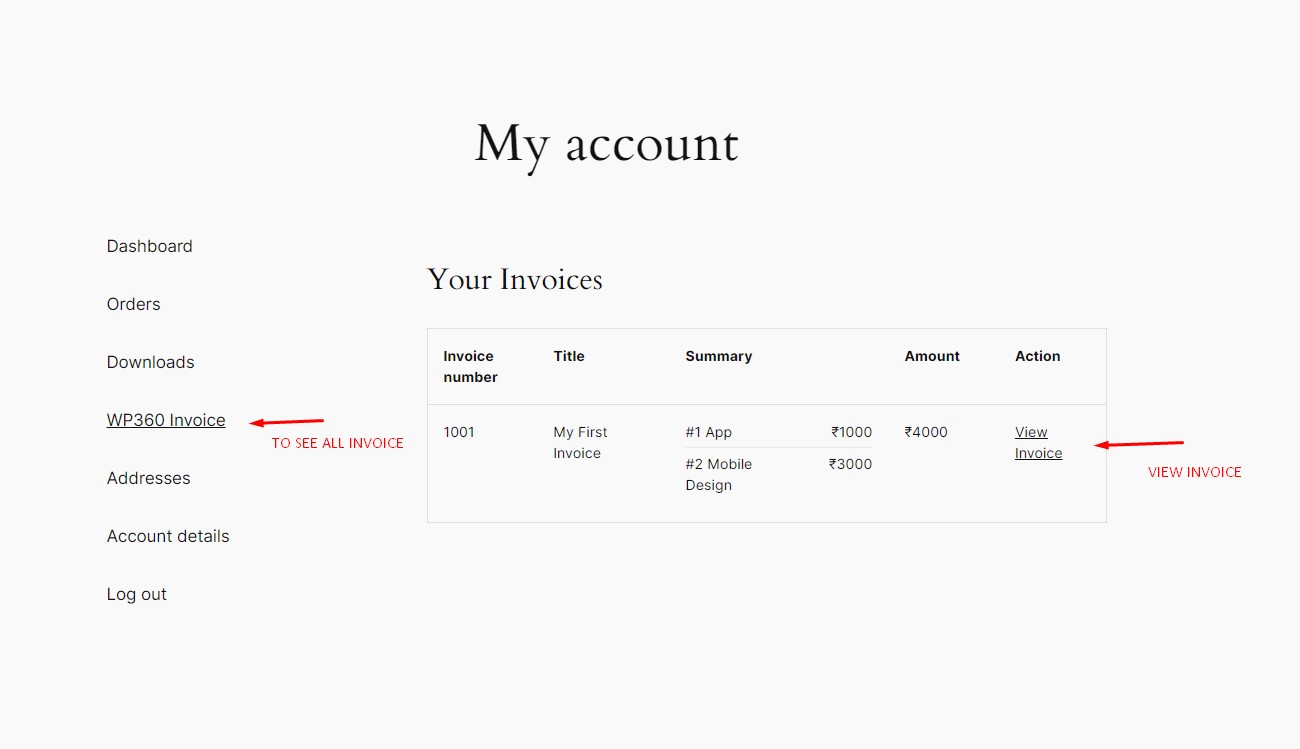 My account
Dashboard
Orders
Downloads
WP360 Invoice
TO SEE ALL INVOICE
Addresses
Account details
Log out
Your Invoices
Invoice number Title Summary Amount Action
1001 My First Invoice #1 App ₹1000 ₹4000 View Invoice
#2 Mobile Design ₹3000
VIEW INVOICE